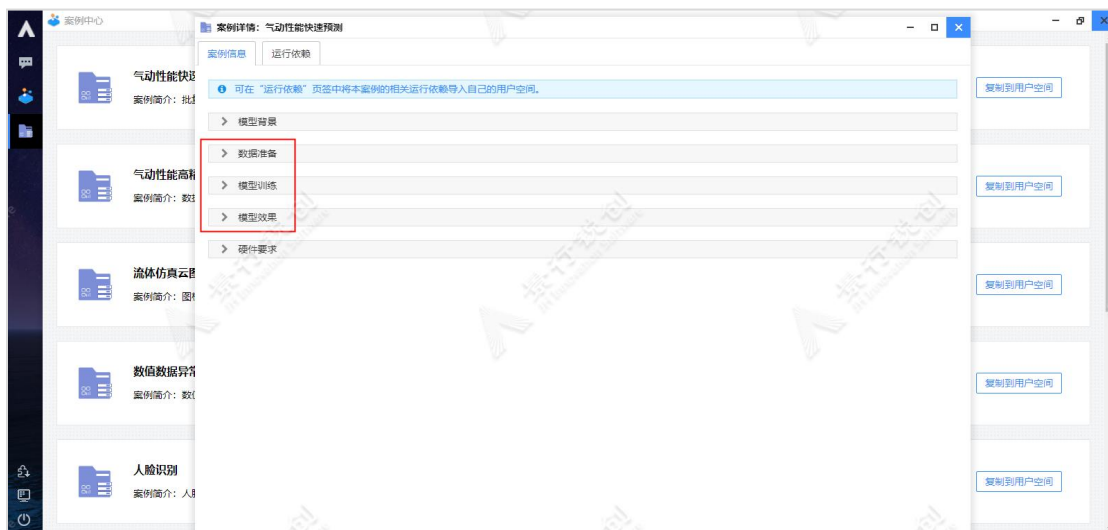 案例中心
案例详情：气动性能快速预测
案例信息
运行依赖
可在“运行依赖”页签中将本案例的相关运行依赖导入自己的用户空间。
模型背景
数据准备
模型训练
模型效果
硬件要求
气动性能快速
案例简介：批
复制到用户空间
气动性能高精
案例简介：数
复制到用户空间
流体仿真云图
案例简介：图
复制到用户空间
数值数据异常
案例简介：数值
复制到用户空间
人脸识别
案例简介：人脸
复制到用户空间